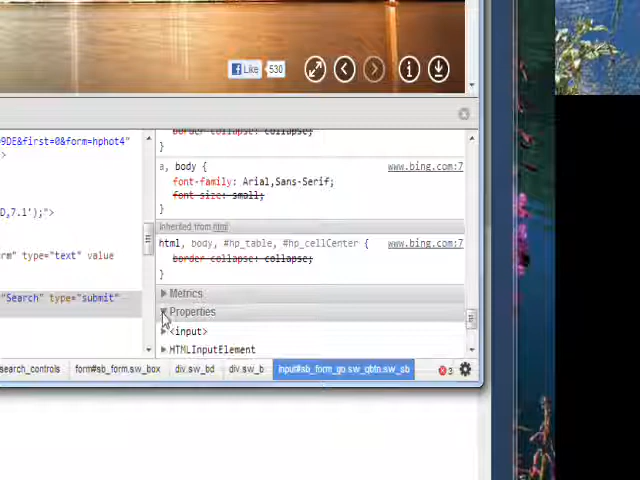 Like 530
9DE&first=0&form=hphot4"
>
D,7.1');">
rm" type="text" value
"Search" type="submit"
border-collapse: collapse;
}
a, body {
www.bing.com:7
font-family: Arial,Sans-Serif;
font-size: small;
}
Inherited from html
html, body, #hp_table, #hp_cellCenter {
www.bing.com:7
border-collapse: collapse;
}
Metrics
Properties
<input>
HTMLInputElement
search_controls form#sb_form.sw_box div.sw_bd div.sw_b input#sb_form_go.sw_qbtn.sw_sb 3